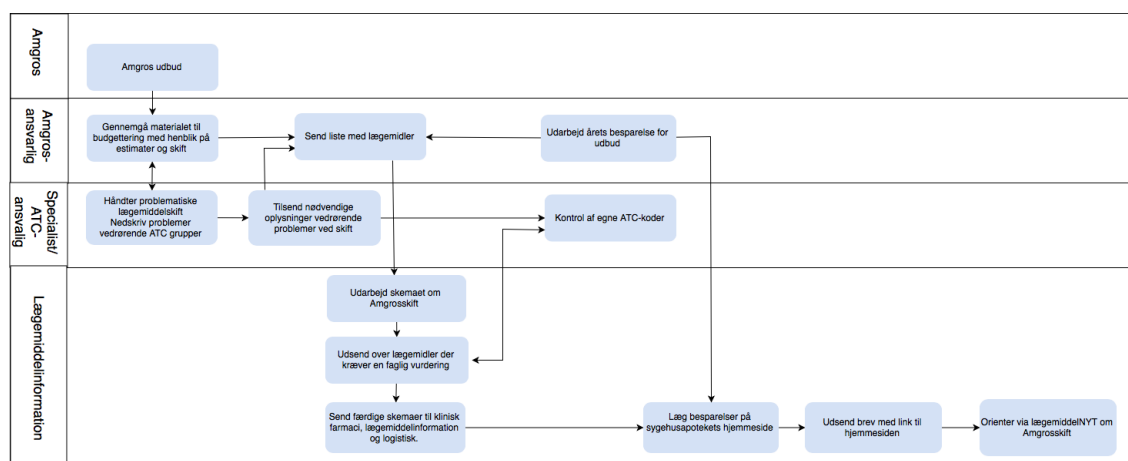 Amgros
Amgros udbud
Amgros-
ansvarlig
Gennemgå materialet til
budgettering med henblik på
estimater og skift
Send liste med lægemidler
Udarbejd årets besparelse for
udbud
Specialist/
ATC-
ansvalig
Håndter problematiske
lægemiddelskift
Nedskriv problemer
vedrørende ATC grupper
Tilsend nødvendige
oplysninger vedrørende
problemer ved skift
Kontrol af egne ATC-koder
Lægemiddelinformation
Udarbejd skemaet om
Amgrosskift
Udsend over lægemidler der
kræver en faglig vurdering
Send færdige skemaer til klinisk
farmaci, lægemiddelinformation
og logistisk.
Læg besparelser på
sygehusapotekets hjemmeside
Udsend brev med link til
hjemmesiden
Orienter via lægemiddelNYT om
Amgrosskift